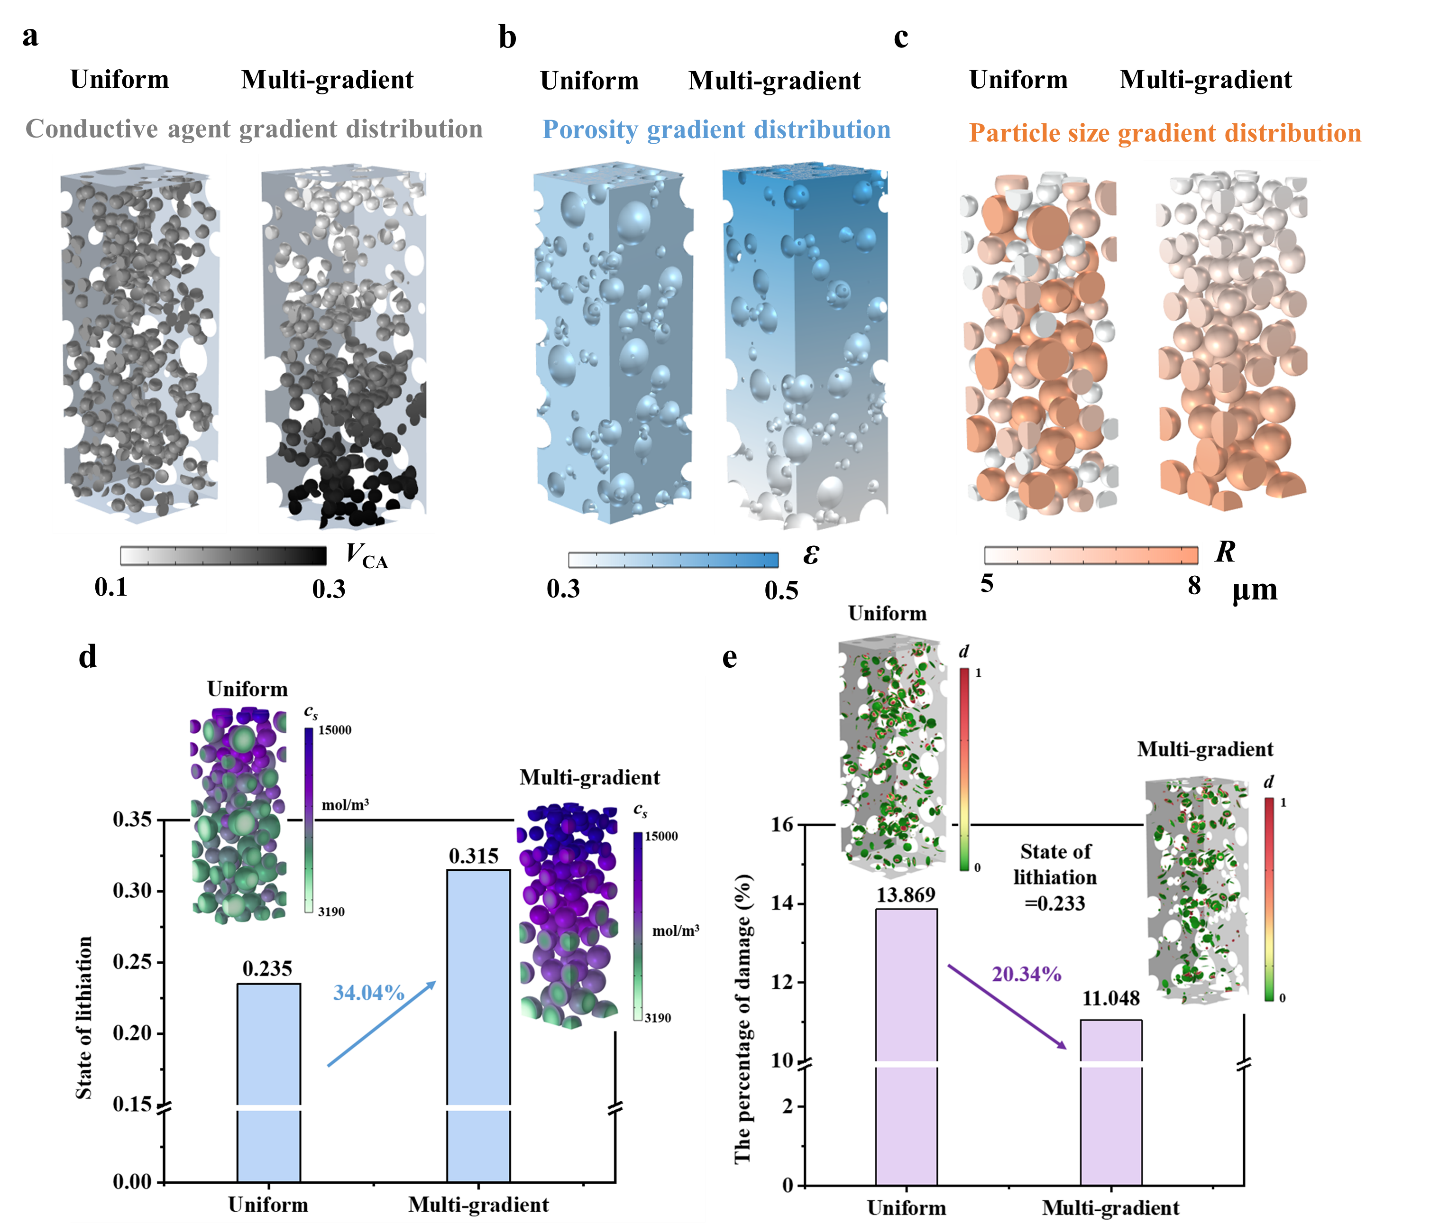 a
Uniform
Multi-gradient
Conductive agent gradient distribution
0.1
0.3
VCA
b
Uniform
Multi-gradient
Porosity gradient distribution
0.3
0.5
ε
c
Uniform
Multi-gradient
Particle size gradient distribution
5
8
R
μm
d
Uniform
cs
15000
mol/m³
3190
Multi-gradient
cs
15000
mol/m³
3190
State of lithiation
0.35
0.30
0.25
0.20
0.15
0.00
0.235
34.04%
0.315
Uniform
Multi-gradient
e
Uniform
d
1
0
Multi-gradient
d
1
0
State of
lithiation
=0.233
The percentage of damage (%)
16
14
12
10
2
0
13.869
20.34%
11.048
Uniform
Multi-gradient